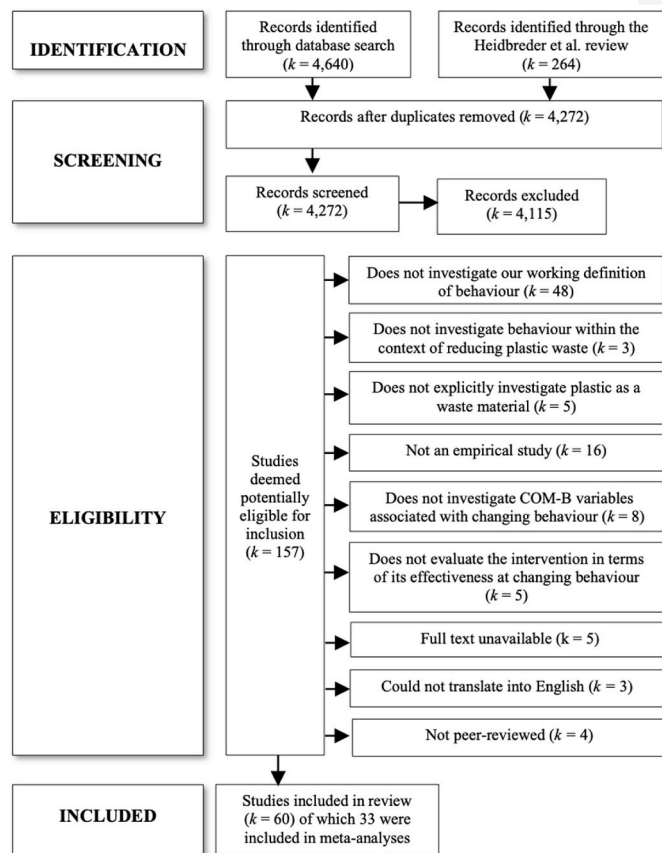 IDENTIFICATION
Records identified
through database search
(k = 4,640)
Records identified through the
Heidbreder et al. review
(k = 264)
SCREENING
Records after duplicates removed (k = 4,272)
Records screened
(k = 4,272)
Records excluded
(k = 4,115)
ELIGIBILITY
Studies
deemed
potentially
eligible for
inclusion
(k = 157)
Does not investigate our working definition
of behaviour (k = 48)
Does not investigate behaviour within the
context of reducing plastic waste (k = 3)
Does not explicitly investigate plastic as a
waste material (k = 5)
Not an empirical study (k = 16)
Does not investigate COM-B variables
associated with changing behaviour (k = 8)
Does not evaluate the intervention in terms
of its effectiveness at changing behaviour
(k = 5)
Full text unavailable (k = 5)
Could not translate into English (k = 3)
Not peer-reviewed (k = 4)
INCLUDED
Studies included in review
(k = 60) of which 33 were
included in meta-analyses